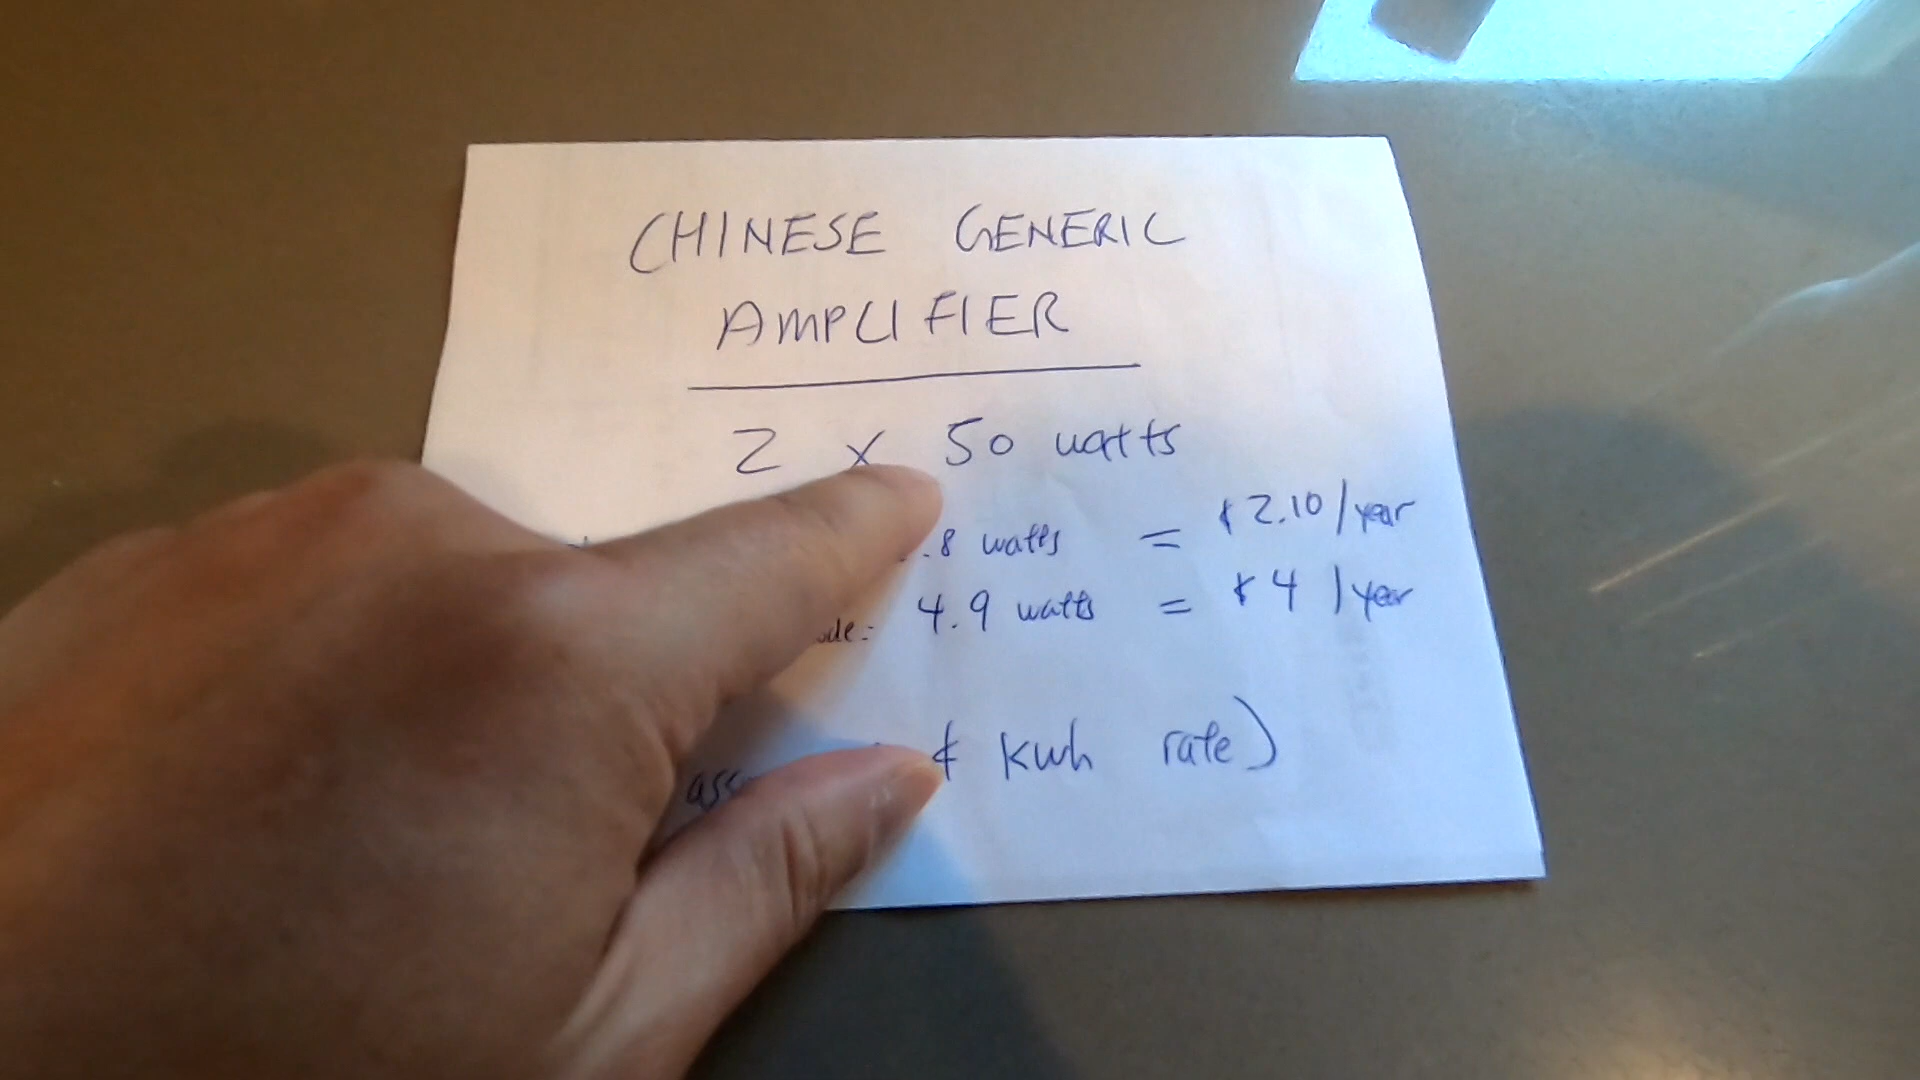 CHINESE GENERIC
AMPLIFIER
2 x 50 watts
.8 watts = $2.10/year
4.9 watts = $4/year
¢ kwh rate)